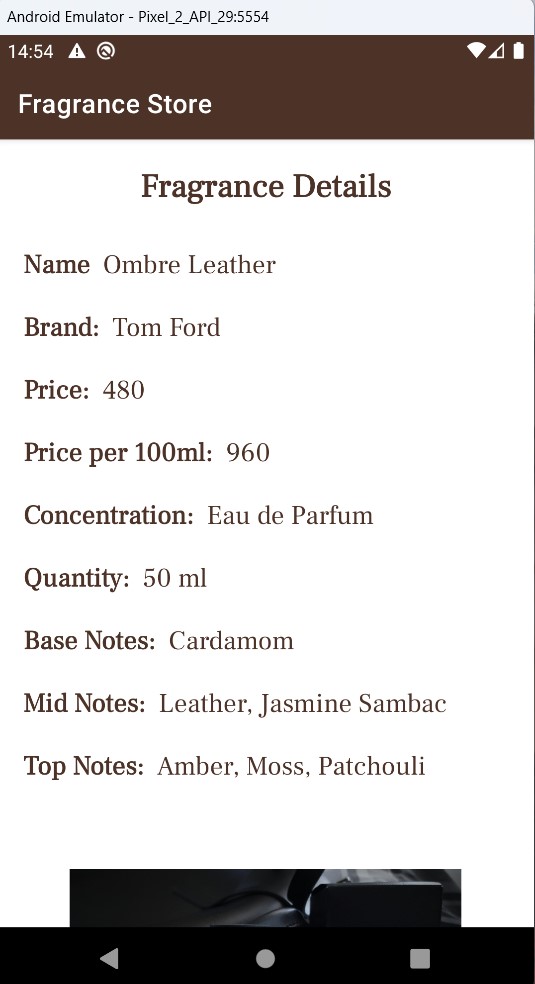 Android Emulator - Pixel_2_API_29:5554
14:54
Fragrance Store
Fragrance Details
Name Ombre Leather
Brand: Tom Ford
Price: 480
Price per 100ml: 960
Concentration: Eau de Parfum
Quantity: 50 ml
Base Notes: Cardamom
Mid Notes: Leather, Jasmine Sambac
Top Notes: Amber, Moss, Patchouli